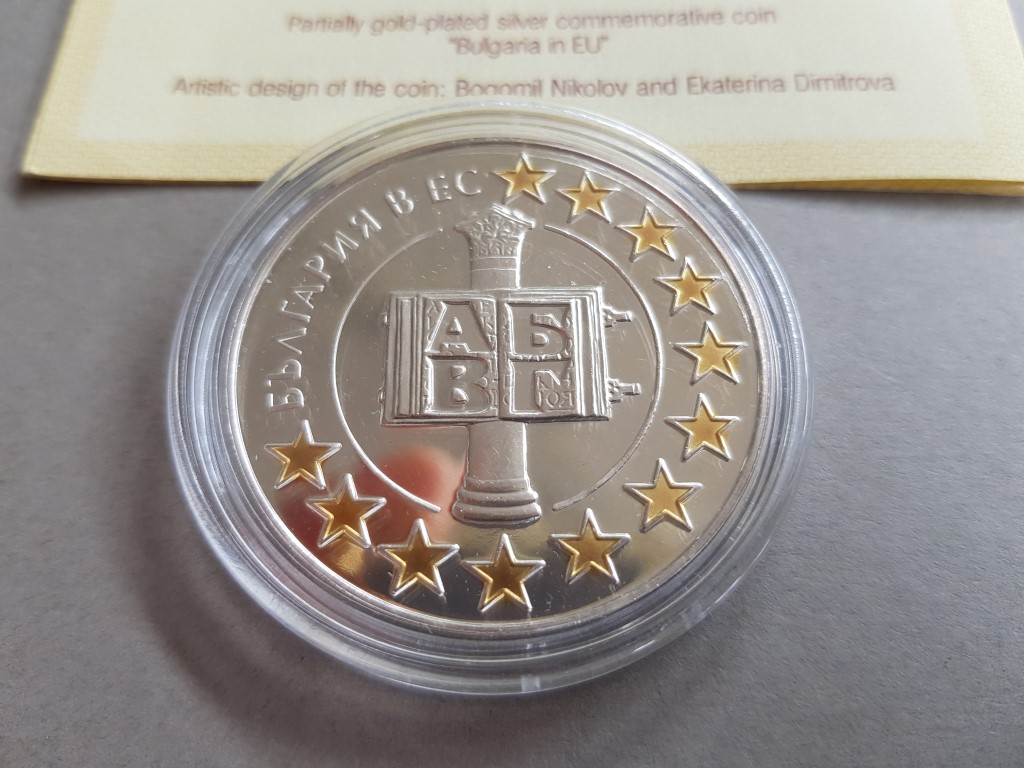 Partially gold-plated silver commemorative coin
"Bulgaria in EU"
Artistic design of the coin: Bogomil Nikolov and Ekaterina Dimitrova
БЪЛГАРИЯ В ЕС
А Б
В Г